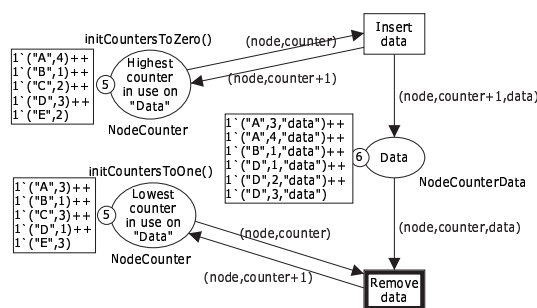 initCountersToZero()
1`("A",4)++
1`("B",1)++
1`("C",2)++
1`("D",3)++
1`("E",2)
5
Highest
counter
in use on
"Data"
NodeCounter
(node,counter)
(node,counter+1)
Insert
data
(node,counter+1,data)
1`("A",3,"data")++
1`("A",4,"data")++
1`("B",1,"data")++
1`("D",1,"data")++
1`("D",2,"data")++
1`("D",3,"data")
6
Data
NodeCounterData
initCountersToOne()
1`("A",3)++
1`("B",1)++
1`("C",3)++
1`("D",1)++
1`("E",3)
5
Lowest
counter
in use on
"Data"
NodeCounter
(node,counter)
(node,counter+1)
(node,counter,data)
Remove
data